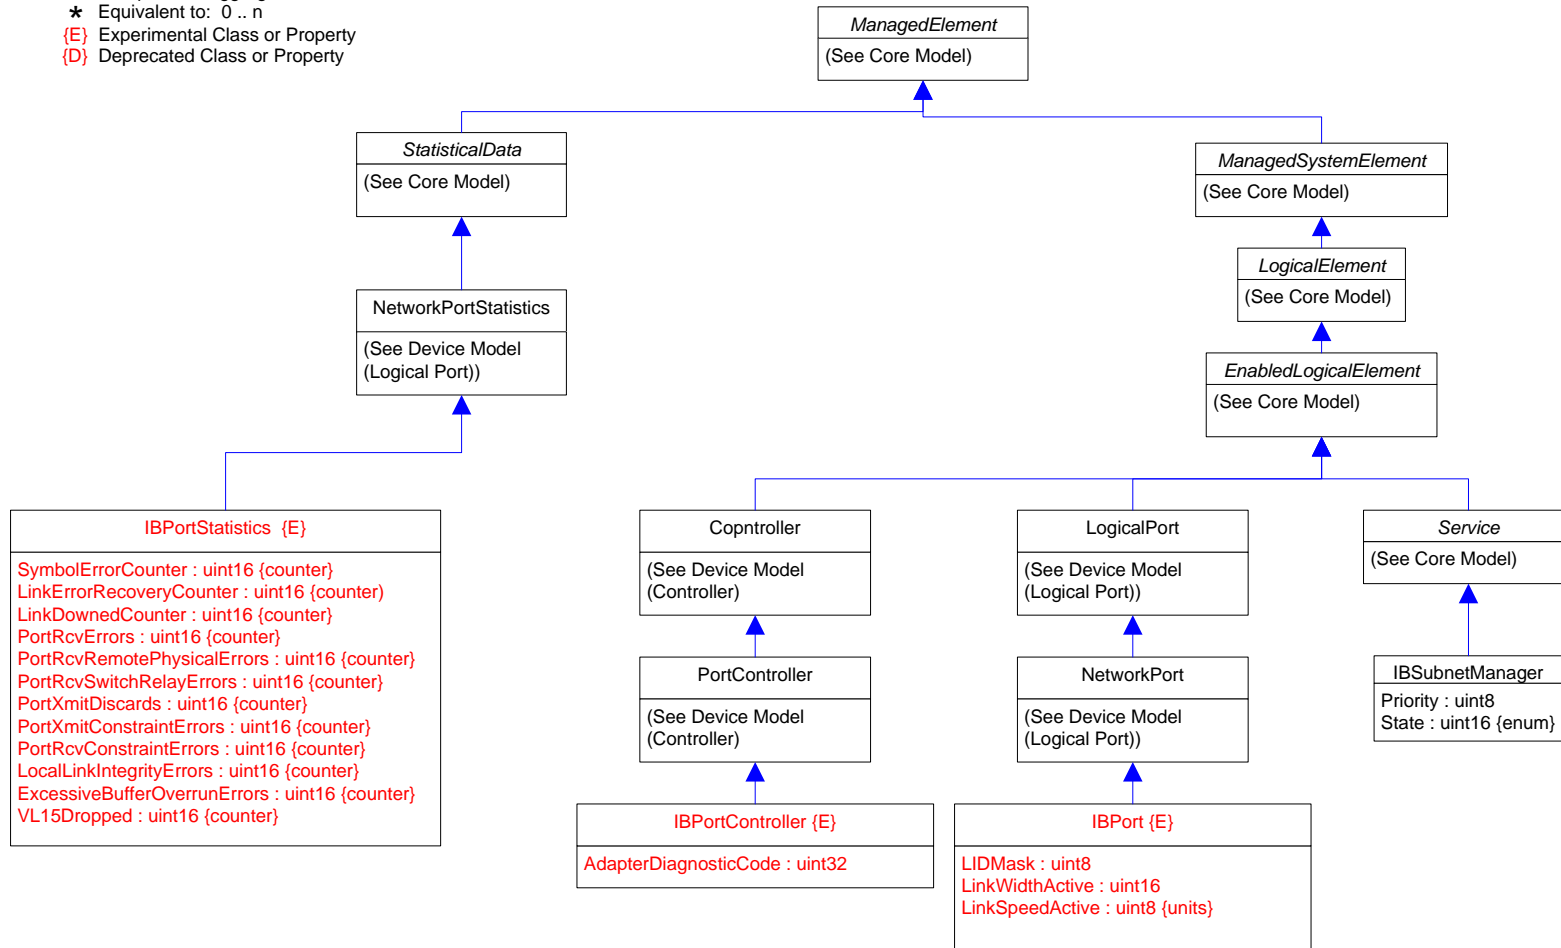 * Equivalent to: 0 .. n
{E} Experimental Class or Property
{D} Deprecated Class or Property
ManagedElement
(See Core Model)
StatisticalData
(See Core Model)
ManagedSystemElement
(See Core Model)
LogicalElement
(See Core Model)
NetworkPortStatistics
(See Device Model
(Logical Port))
EnabledLogicalElement
(See Core Model)
IBPortStatistics {E}
SymbolErrorCounter : uint16 {counter}
LinkErrorRecoveryCounter : uint16 {counter)
LinkDownedCounter : uint16 {counter}
PortRcvErrors : uint16 {counter}
PortRcvRemotePhysicalErrors : uint16 {counter}
PortRcvSwitchRelayErrors : uint16 {counter}
PortXmitDiscards : uint16 {counter}
PortXmitConstraintErrors : uint16 {counter}
PortRcvConstraintErrors : uint16 {counter}
LocalLinkIntegrityErrors : uint16 {counter}
ExcessiveBufferOverrunErrors : uint16 {counter}
VL15Dropped : uint16 {counter}
Copntroller
(See Device Model
(Controller)
LogicalPort
(See Device Model
(Logical Port))
Service
(See Core Model)
PortController
(See Device Model
(Controller)
NetworkPort
(See Device Model
(Logical Port))
IBSubnetManager
Priority : uint8
State : uint16 {enum}
IBPortController {E}
AdapterDiagnosticCode : uint32
IBPort {E}
LIDMask : uint8
LinkWidthActive : uint16
LinkSpeedActive : uint8 {units}